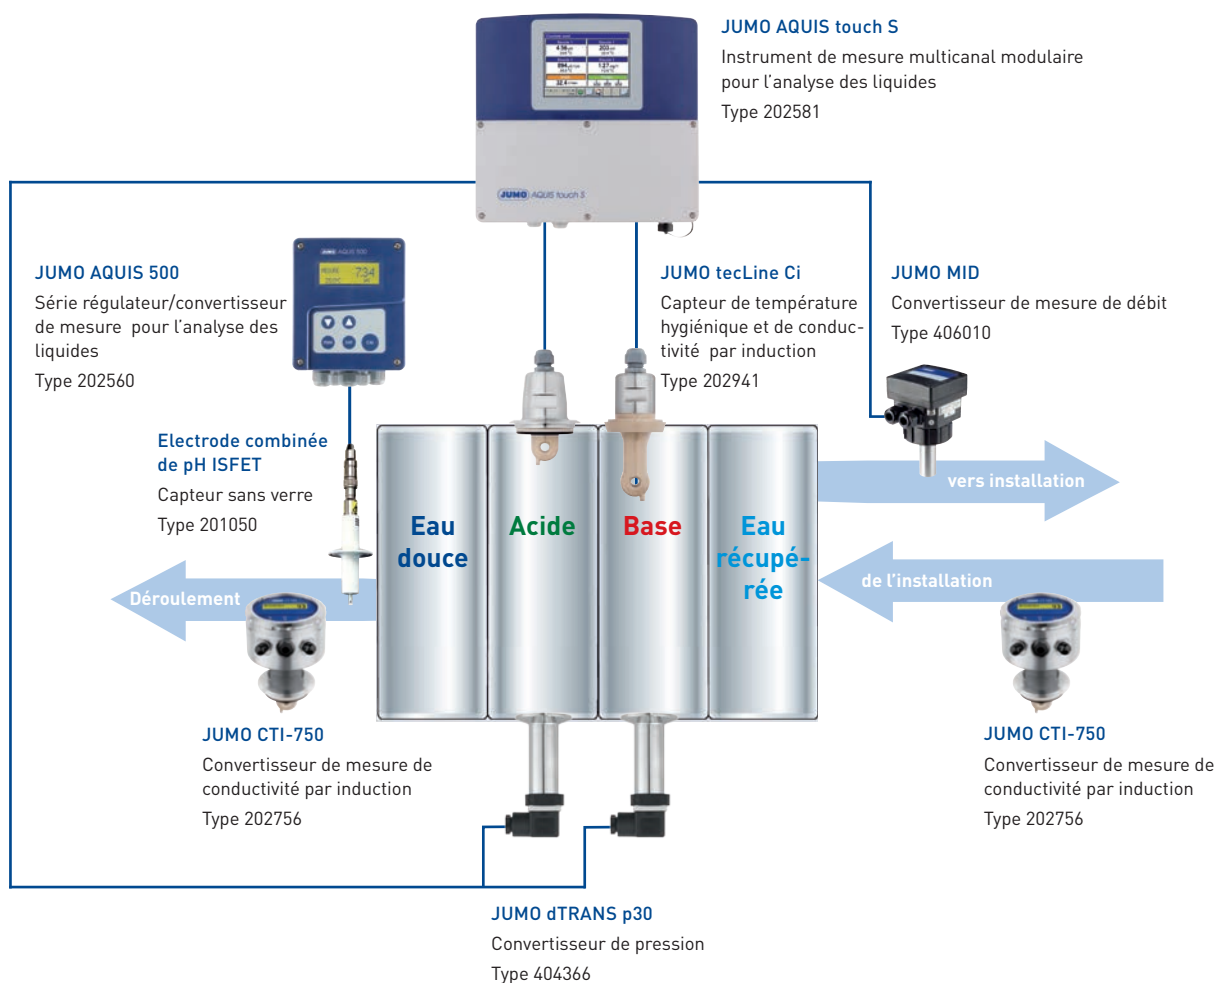 JUMO AQUIS touch S
Instrument de mesure multicanal modulaire
pour l'analyse des liquides
Type 202581
JUMO AQUIS touch S
JUMO AQUIS 500
JUMO AQUIS 500
Série régulateur/convertisseur
de mesure pour l'analyse des
liquides
Type 202560
JUMO tecLine Ci
Capteur de température
hygiénique et de conduc-
tivité par induction
Type 202941
JUMO MID
Convertisseur de mesure de débit
Type 406010
Electrode combinée
de pH ISFET
Capteur sans verre
Type 201050
Eau
douce
Acide
Base
Eau
récupé-
rée
vers installation
de l'installation
Déroulement
JUMO CTI-750
Convertisseur de mesure de
conductivité par induction
Type 202756
JUMO CTI-750
Convertisseur de mesure de
conductivité par induction
Type 202756
JUMO dTRANS p30
Convertisseur de pression
Type 404366